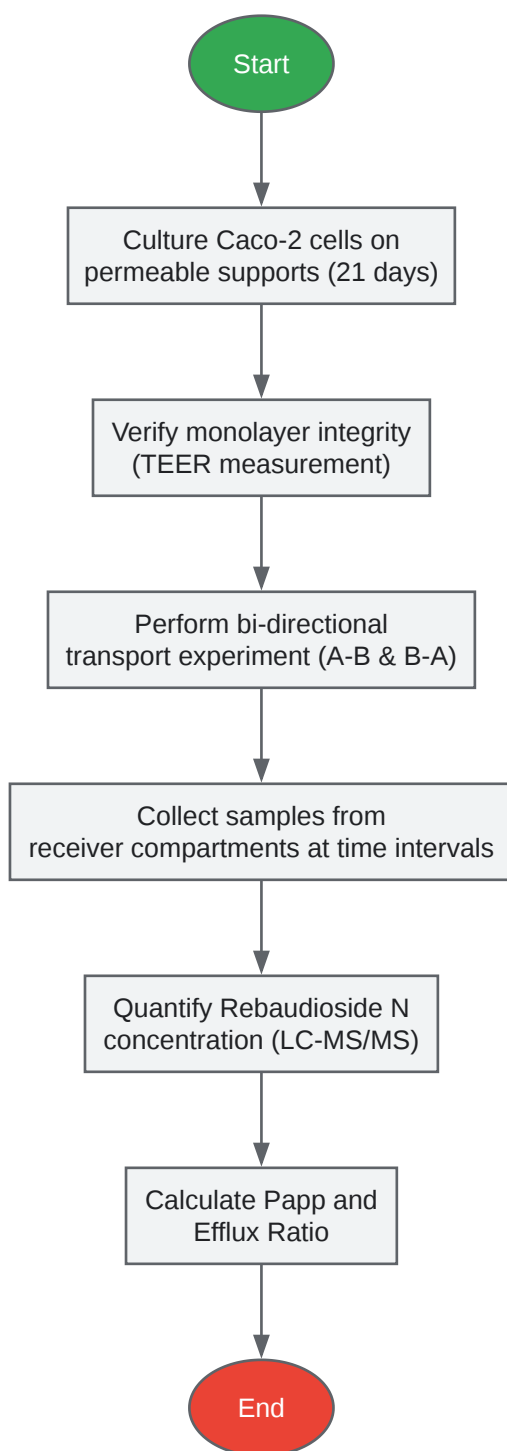 Start
Culture Caco-2 cells on
permeable supports (21 days)
Verify monolayer integrity
(TEER measurement)
Perform bi-directional
transport experiment (A-B & B-A)
Collect samples from
receiver compartments at time intervals
Quantify Rebaudioside N
concentration (LC-MS/MS)
Calculate Papp and
Efflux Ratio
End